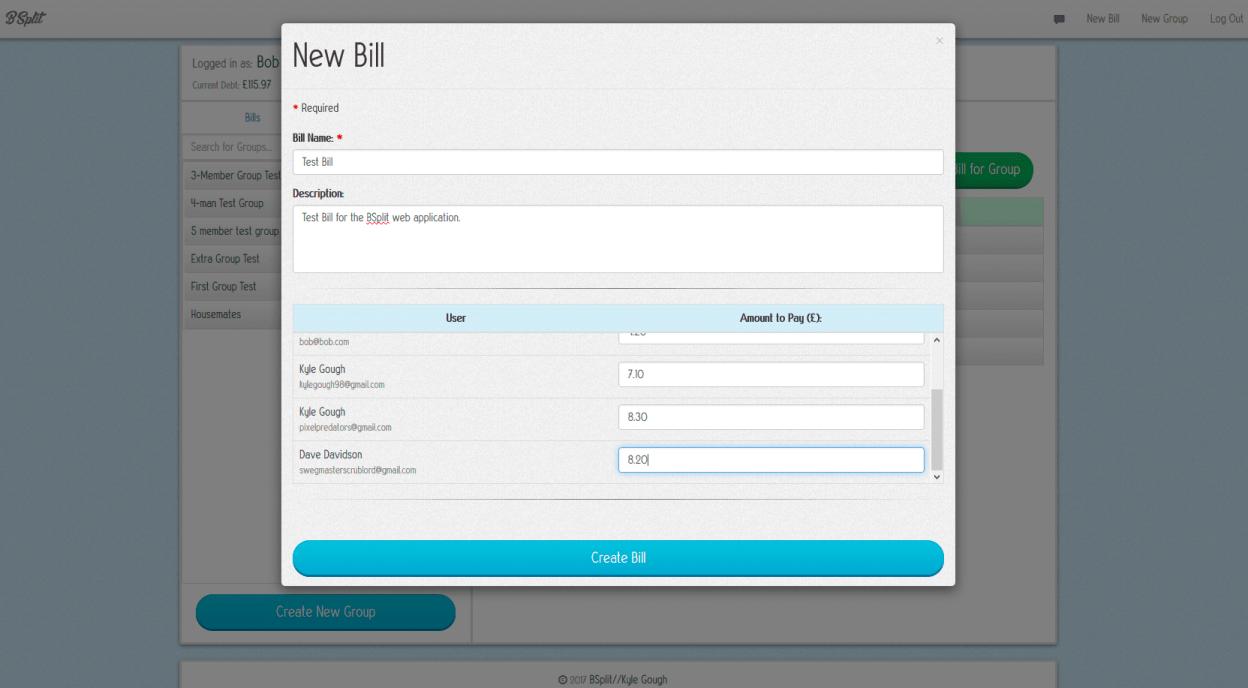 BSplit
New Bill
New Group
Log Out
Logged in as: Bob
Current Debt: £115.97
Bills
Search for Groups...
3-Member Group Test
4-man Test Group
5 member test group
Extra Group Test
First Group Test
Housemates
Create New Group
New Bill
×
* Required
Bill Name: *
Test Bill
Description:
Test Bill for the BSplit web application.
User
Amount to Pay (£):
bob@bob.com
Kyle Gough
kylegough98@gmail.com
7.10
Kyle Gough
pixelpredators@gmail.com
8.30
Dave Davidson
swegmasterscrublord@gmail.com
8.20
Create Bill
for Group
© 2017 BSplit//Kyle Gough